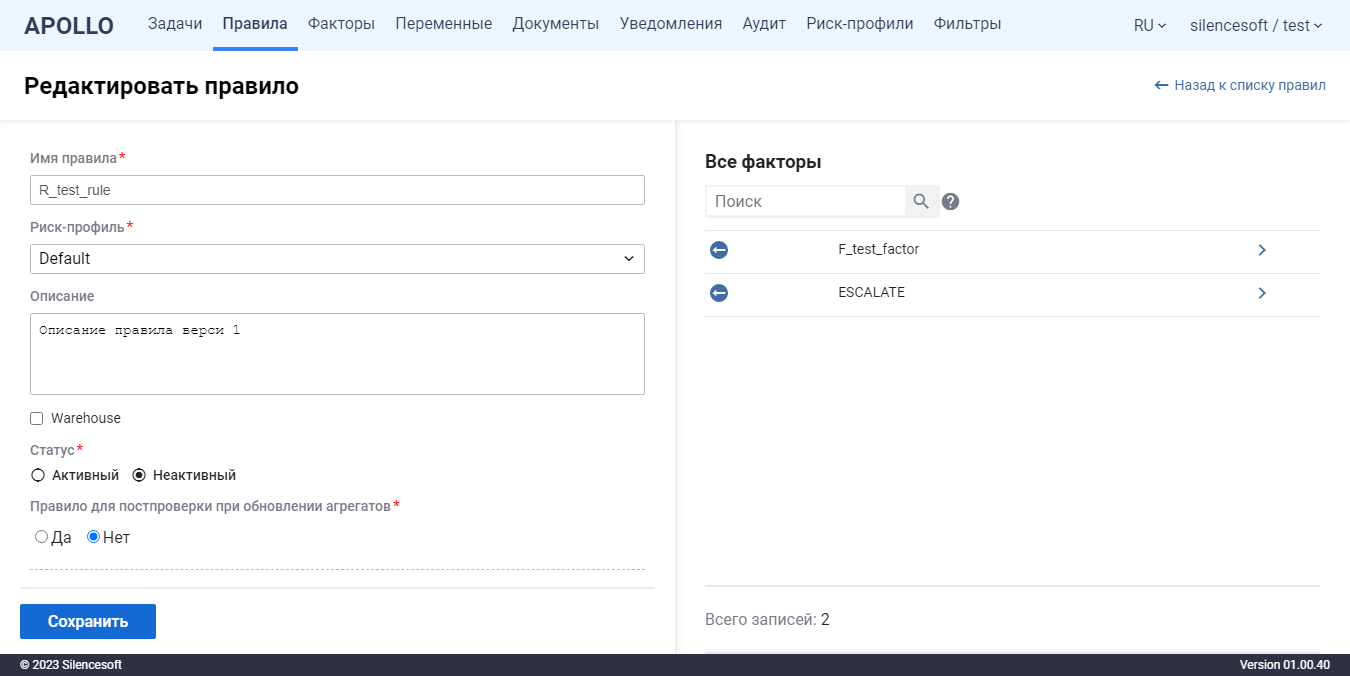 APOLLO Задачи Правила Факторы Переменные Документы Уведомления Аудит Риск-профили Фильтры RU silencesoft / test
Редактировать правило
← Назад к списку правил
Имя правила*
R_test_rule
Риск-профиль*
Default
Описание
Описание правила верси 1
Warehouse
Статус*
Активный Неактивный
Правило для постпроверки при обновлении агрегатов*
Да Нет
Сохранить
Все факторы
Поиск
?
F_test_factor
ESCALATE
Всего записей: 2
© 2023 Silencesoft
Version 01.00.40